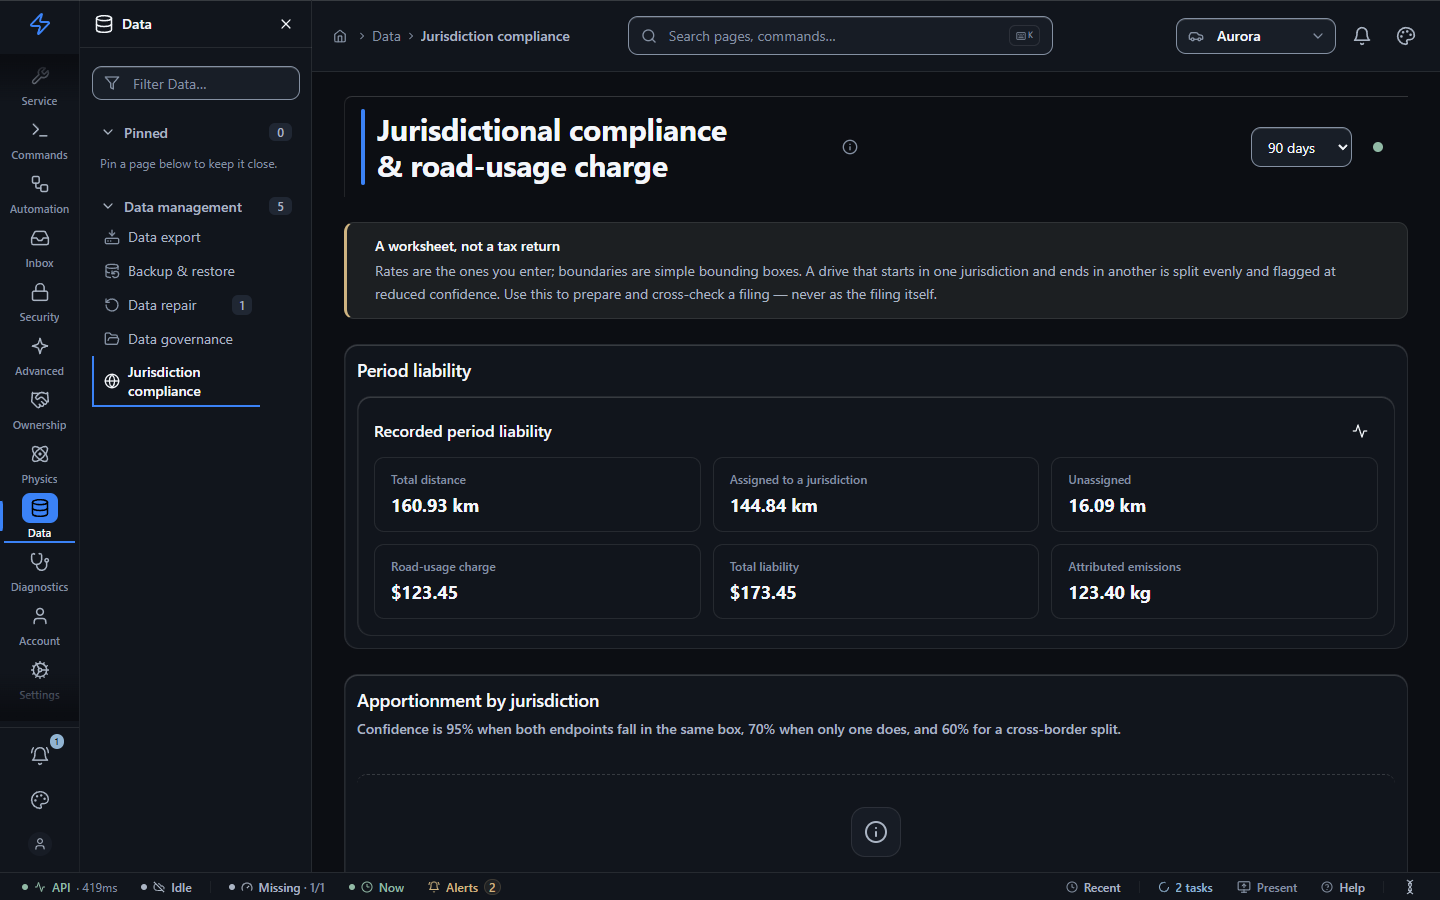 Data
Data
Jurisdiction compliance
Search pages, commands...
K
Aurora
Service
Commands
Automation
Inbox
Security
Advanced
Ownership
Physics
Data
Diagnostics
Account
Settings
1
Filter Data...
Pinned
0
Pin a page below to keep it close.
Data management
5
Data export
Backup & restore
Data repair
1
Data governance
Jurisdiction
compliance
Jurisdictional compliance
& road-usage charge
90 days
A worksheet, not a tax return
Rates are the ones you enter; boundaries are simple bounding boxes. A drive that starts in one jurisdiction and ends in another is split evenly and flagged at
reduced confidence. Use this to prepare and cross-check a filing — never as the filing itself.
Period liability
Recorded period liability
Total distance
160.93 km
Assigned to a jurisdiction
144.84 km
Unassigned
16.09 km
Road-usage charge
$123.45
Total liability
$173.45
Attributed emissions
123.40 kg
Apportionment by jurisdiction
Confidence is 95% when both endpoints fall in the same box, 70% when only one does, and 60% for a cross-border split.
API · 419ms
Idle
Missing · 1/1
Now
Alerts 2
Recent
2 tasks
Present
Help